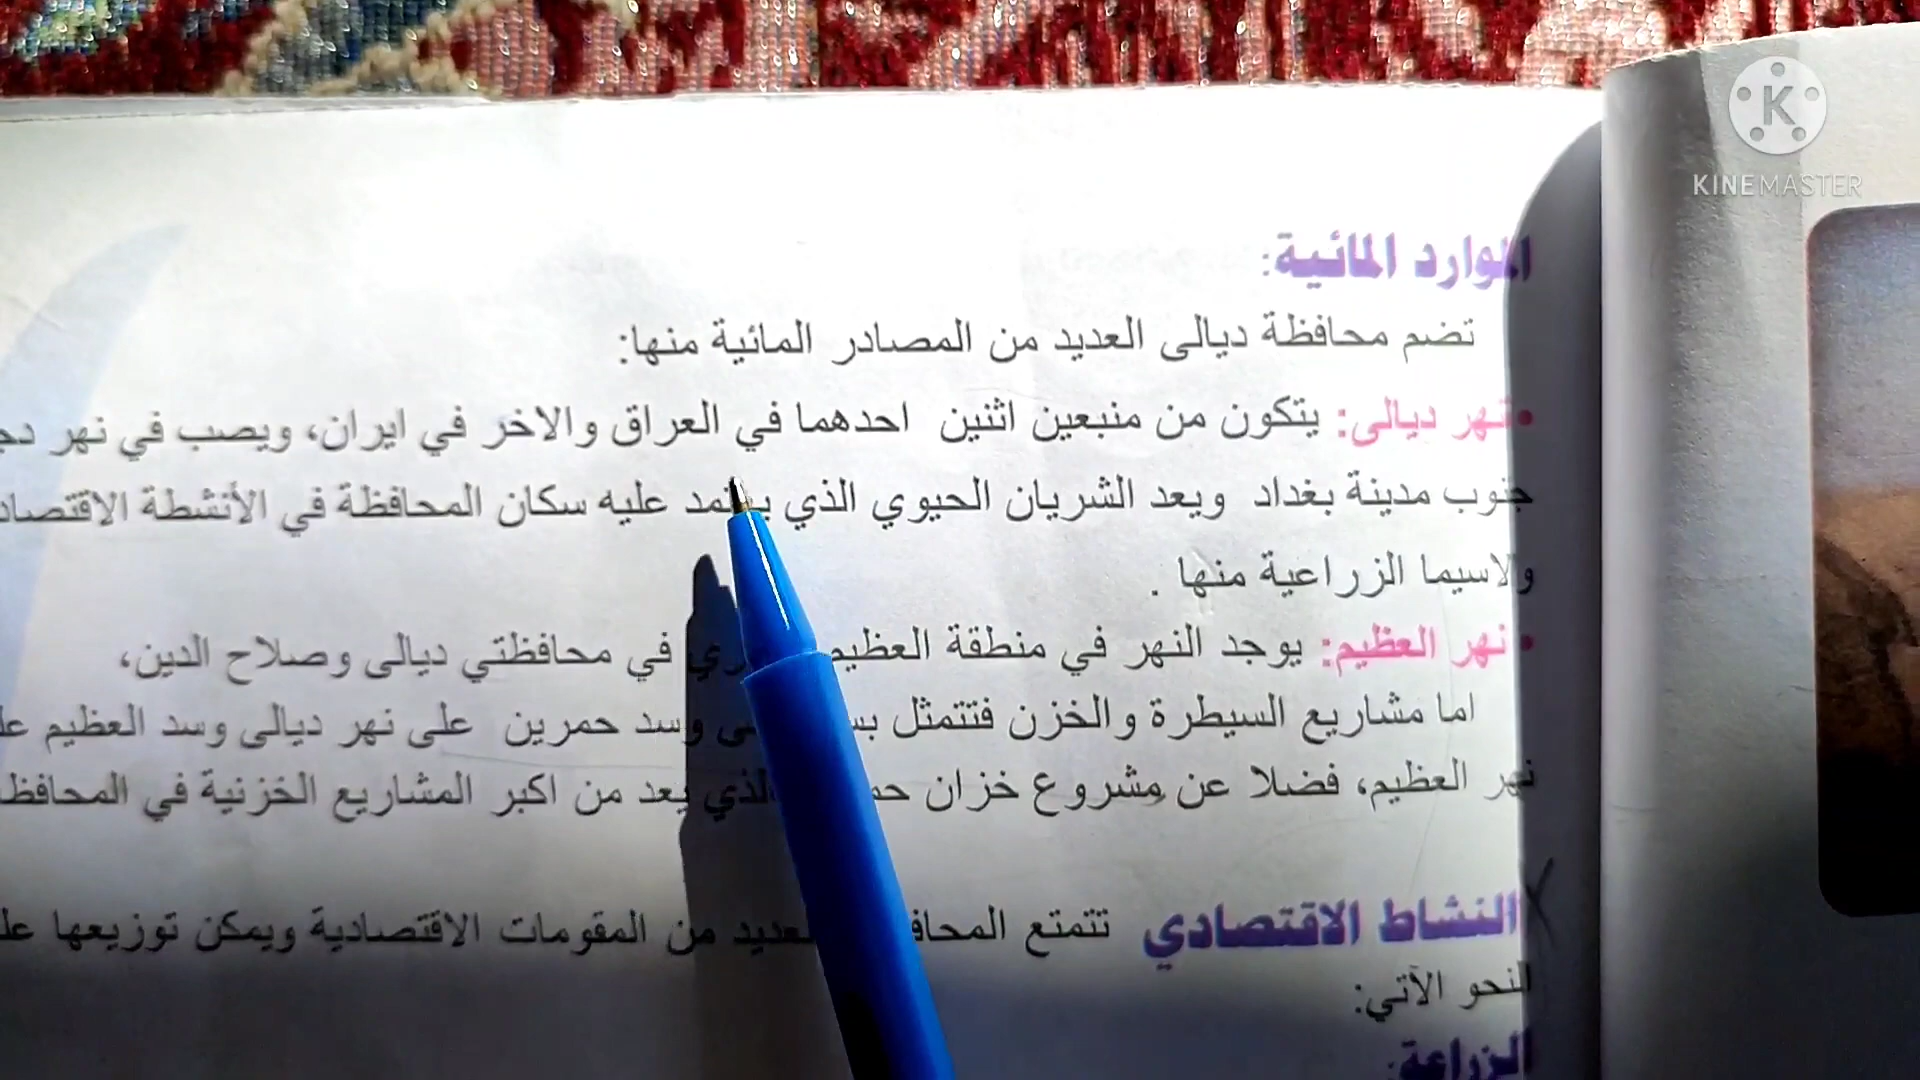 KINEMASTER
الموارد المائية:
تضم محافظة ديالى العديد من المصادر المائية منها:
• نهر ديالى: يتكون من منبعين اثنين احدهما في العراق والاخر في ايران، ويصب في نهر
جنوب مدينة بغداد ويعد الشريان الحيوي الذي يعتمد عليه سكان المحافظة في الأنشطة
ولاسيما الزراعية منها .
• نهر العظيم: يوجد النهر في منطقة العظيم في محافظتي ديالى وصلاح الدين،
اما مشاريع السيطرة والخزن فتتمثل وسد حمرين على نهر ديالى وسد العظيم
نهر العظيم، فضلا عن مشروع خزان الذي يعد من اكبر المشاريع الخزنية في
النشاط الاقتصادي تتمتع العديد من المقومات الاقتصادية ويمكن توزيعها
النحو الآتي:
الزراعة: